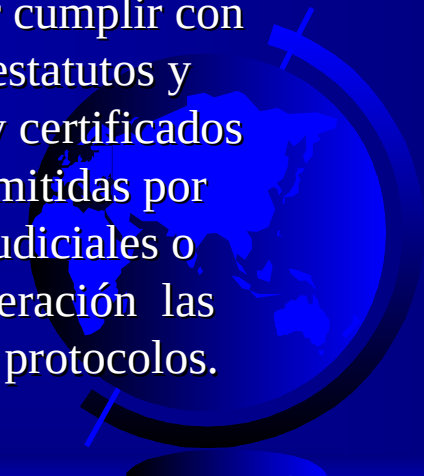 cumplir con
estatutos y
y certificados
mitidas por
udiciales o
eración las
protocolos.